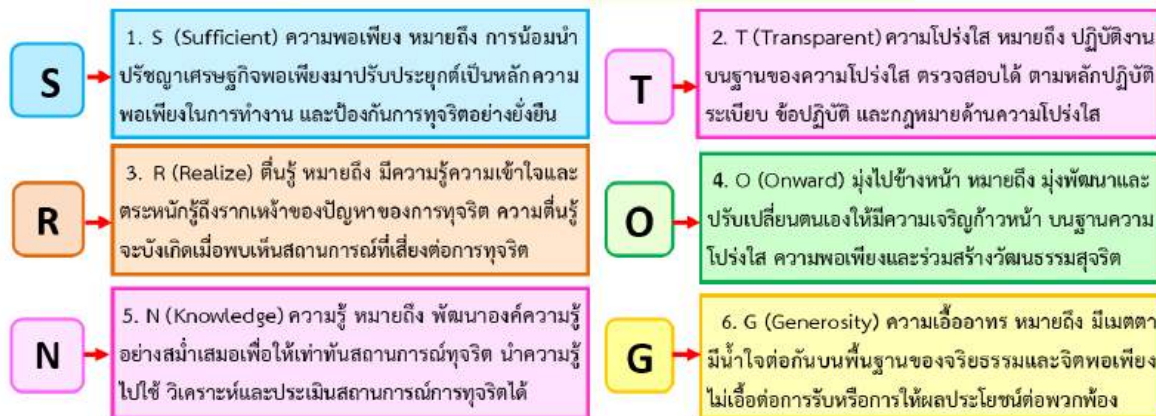 S
1. S (Sufficient) ความพอเพียง หมายถึง การน้อมนำ
ปรัชญาเศรษฐกิจพอเพียงมาปรับประยุกต์เป็นหลักความ
พอเพียงในการทำงาน และป้องกันการทุจริตอย่างยั่งยืน
T
2. T (Transparent) ความโปร่งใส หมายถึง ปฏิบัติงาน
บนฐานของความโปร่งใส ตรวจสอบได้ ตามหลักปฏิบัติ
ระเบียบ ข้อปฏิบัติ และกฎหมายด้านความโปร่งใส
R
3. R (Realize) ตื่นรู้ หมายถึง มีความรู้ความเข้าใจและ
ตระหนักรู้ถึงรากเหง้าของปัญหาของการทุจริต ความตื่นรู้
จะบังเกิดเมื่อพบเห็นสถานการณ์ที่เสี่ยงต่อการทุจริต
O
4. O (Onward) มุ่งไปข้างหน้า หมายถึง มุ่งพัฒนาและ
ปรับเปลี่ยนตนเองให้มีความเจริญก้าวหน้า บนฐานความ
โปร่งใส ความพอเพียงและร่วมสร้างวัฒนธรรมสุจริต
N
5. N (Knowledge) ความรู้ หมายถึง พัฒนาองค์ความรู้
อย่างสม่ำเสมอเพื่อให้เท่าทันสถานการณ์ทุจริต นำความรู้
ไปใช้ วิเคราะห์และประเมินสถานการณ์การทุจริตได้
G
6. G (Generosity) ความเอื้ออาทร หมายถึง มีเมตตา
มีน้ำใจต่อกันบนพื้นฐานของจริยธรรมและจิตพอเพียง
ไม่เอื้อต่อการรับหรือการให้ผลประโยชน์ต่อพวกพ้อง